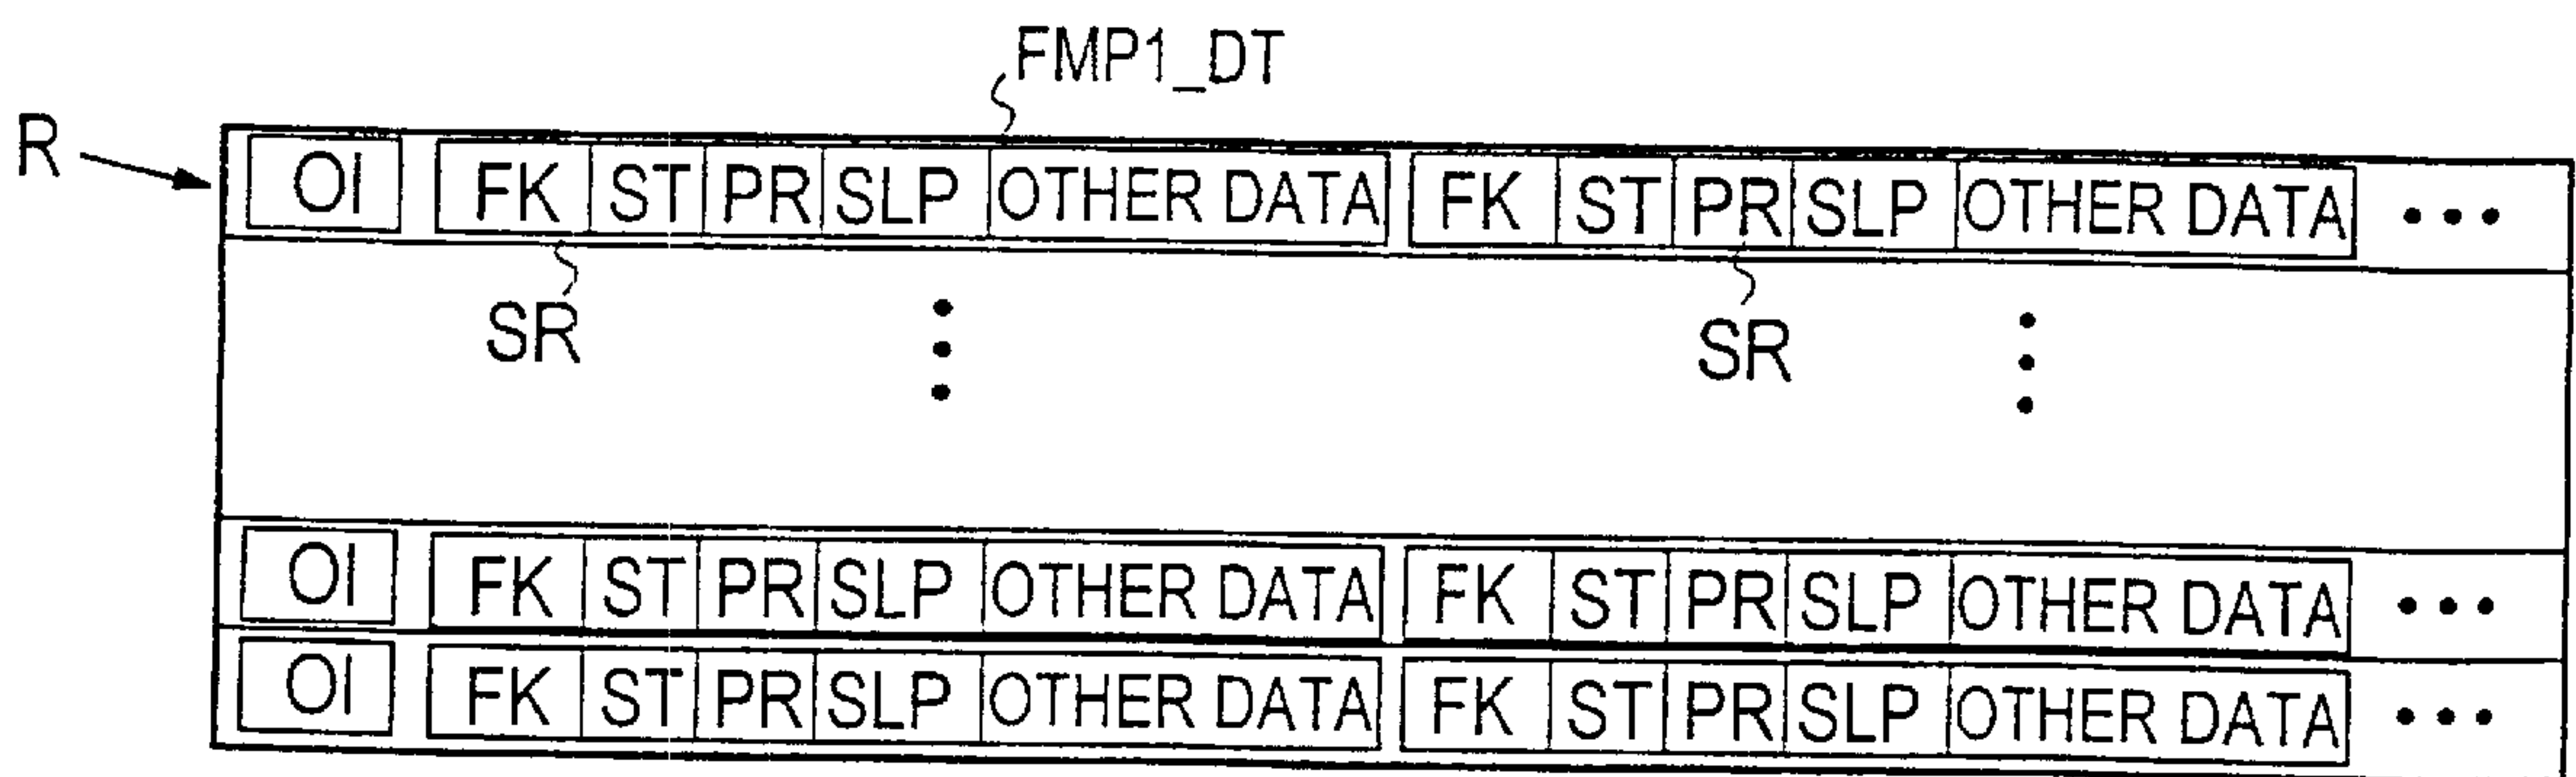 FMP1_DT
R
OI FK ST PR SLP OTHER DATA FK ST PR SLP OTHER DATA •••
SR SR
OI FK ST PR SLP OTHER DATA FK ST PR SLP OTHER DATA •••
OI FK ST PR SLP OTHER DATA FK ST PR SLP OTHER DATA •••